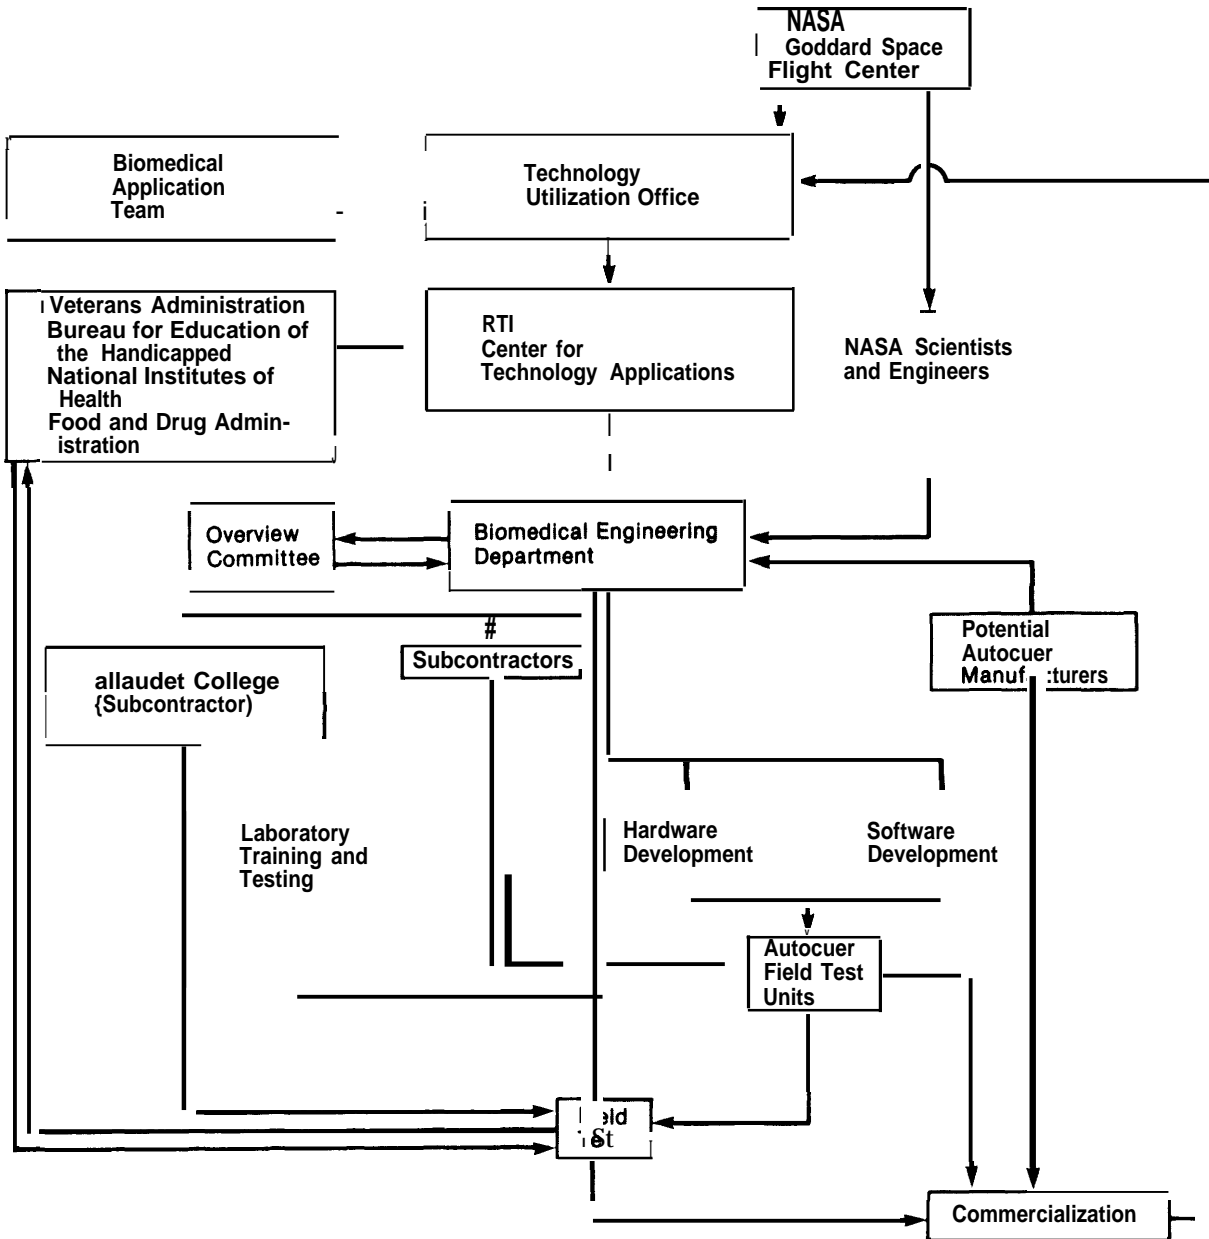 NASA
Goddard Space
Flight Center
Biomedical
Application
Team
Technology
Utilization Office
Veterans Administration
Bureau for Education of
the Handicapped
National Institutes of
Health
Food and Drug Admin-
istration
RTI
Center for
Technology Applications
NASA Scientists
and Engineers
Overview
Committee
Biomedical Engineering
Department
#
Subcontractors
allaudet College
{Subcontractor)
Potential
Autocuer
Manuf :turers
Laboratory
Training and
Testing
Hardware
Development
Software
Development
Autocuer
Field Test
Units
eld
Commercialization